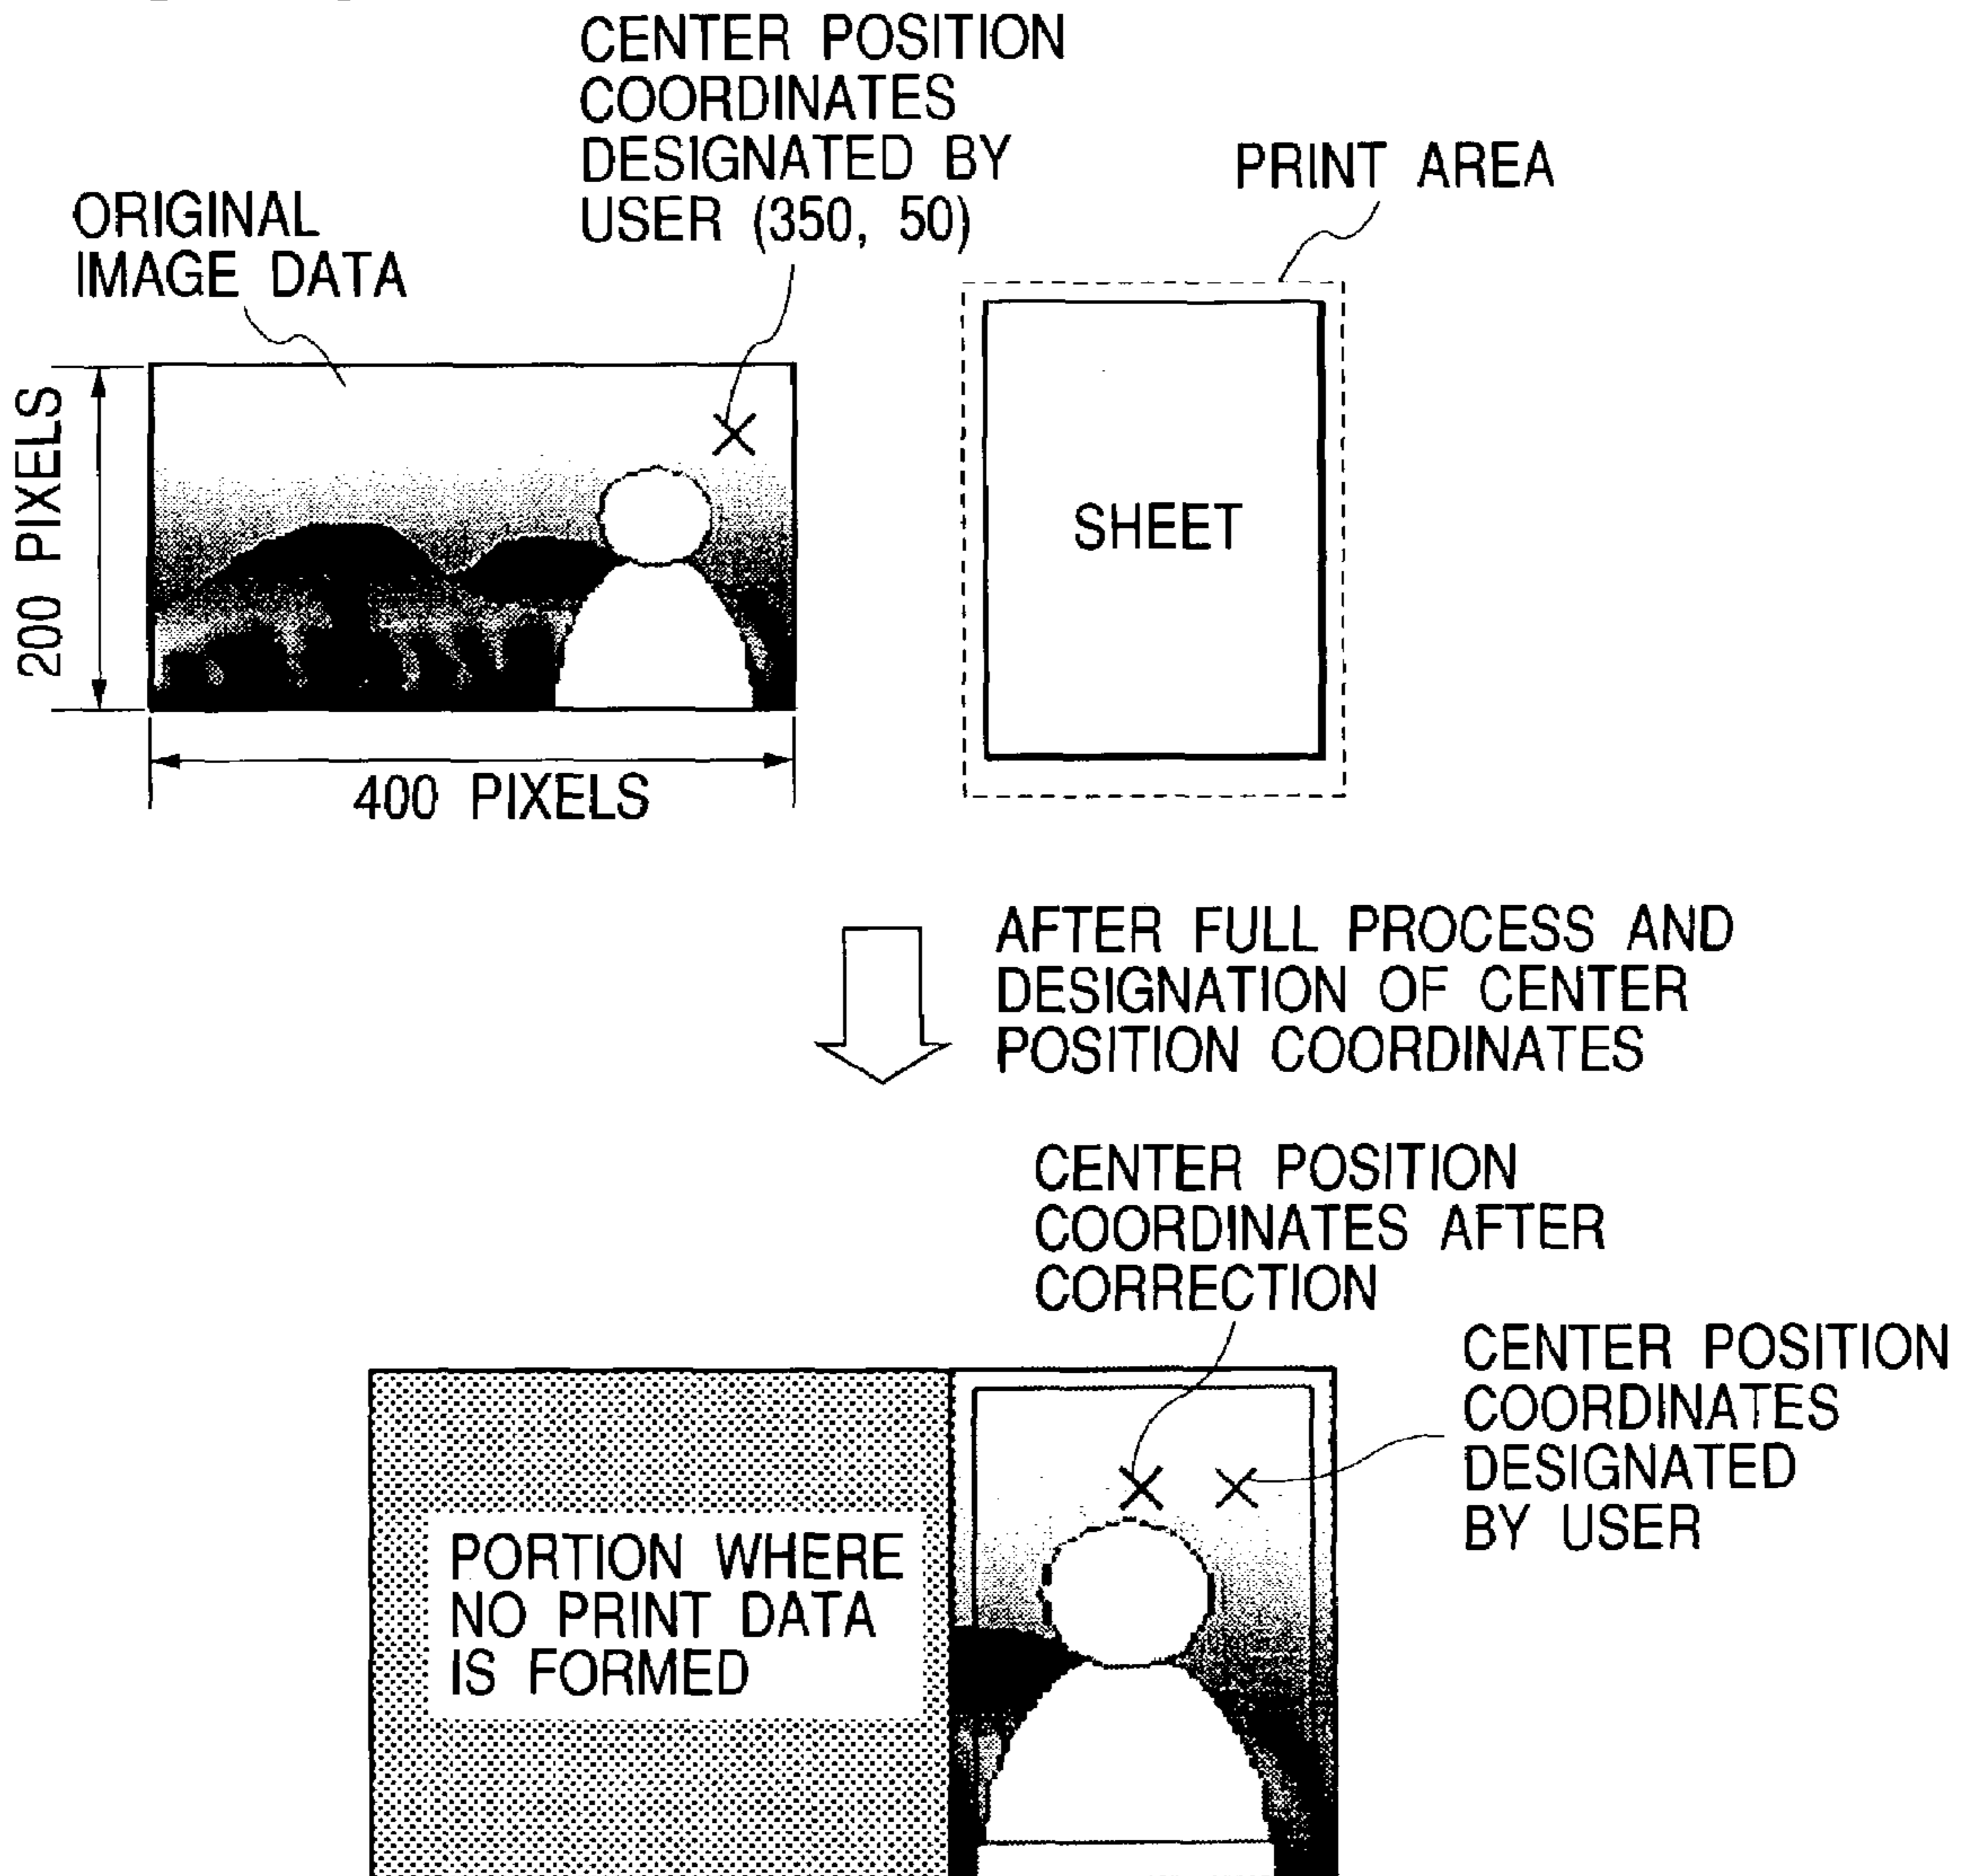 CENTER POSITION
COORDINATES
DESIGNATED BY
USER (350, 50)
PRINT AREA
ORIGINAL
IMAGE DATA
200 PIXELS
SHEET
400 PIXELS
AFTER FULL PROCESS AND
DESIGNATION OF CENTER
POSITION COORDINATES
CENTER POSITION
COORDINATES AFTER
CORRECTION
CENTER POSITION
COORDINATES
DESIGNATED
BY USER
PORTION WHERE
NO PRINT DATA
IS FORMED